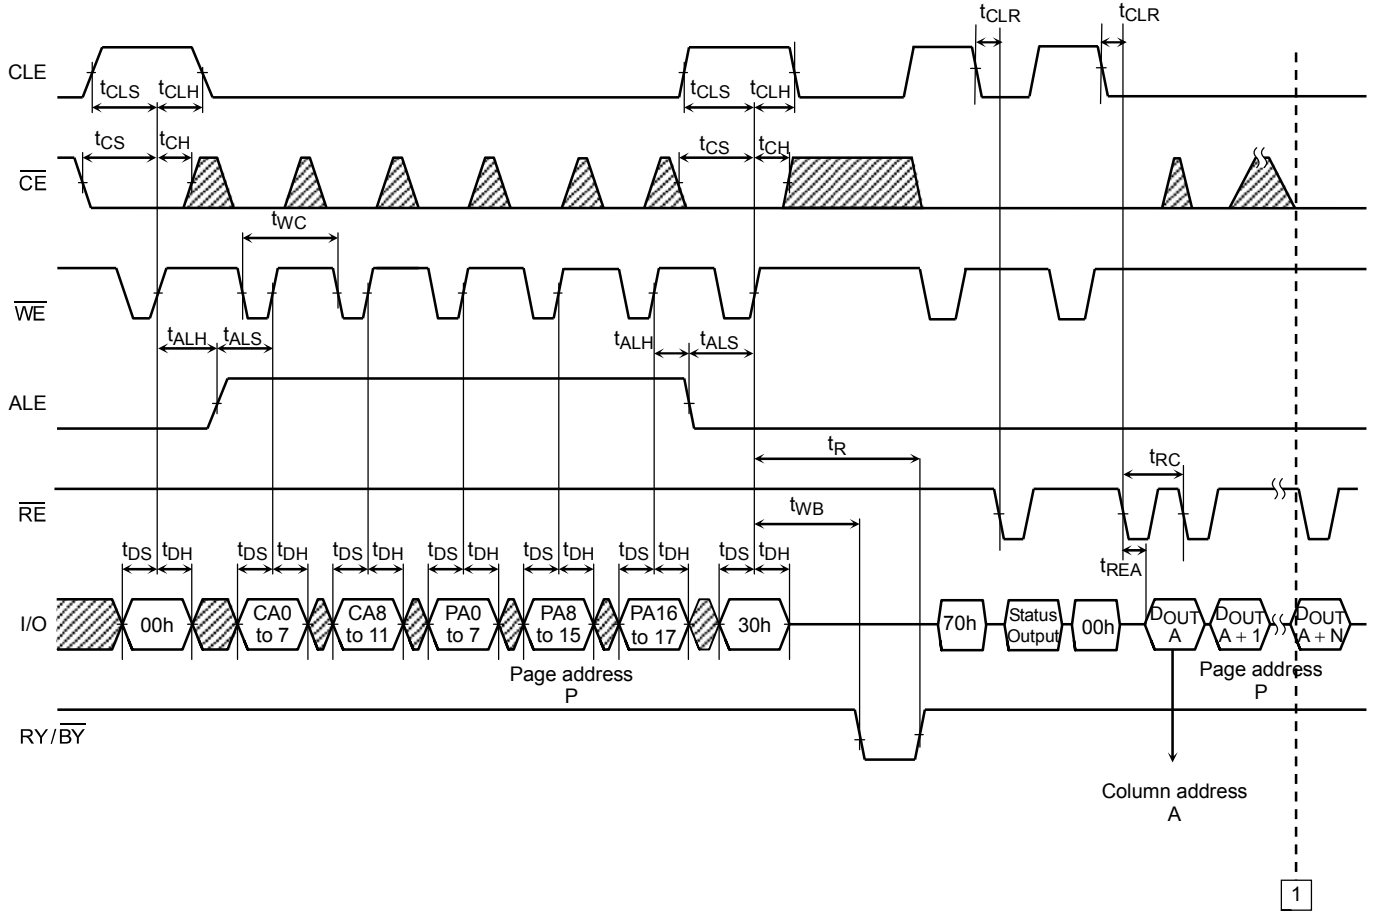 tCLR tCLR
CLE
tCLS tCLH tCLS tCLH
tCS tCH tCS tCH
CE
tWC
WE
tALH tALS tALH tALS
ALE
tR
tRC
RE
tWB
tDS tDH tDS tDH tDS tDH tDS tDH tDS tDH tDS tDH tDS tDH
tREA
I/O
00h
CA0
to 7
CA8
to 11
PA0
to 7
PA8
to 15
PA16
to 17
30h
70h
Status
Output
00h
DOUT
A
DOUT
A + 1
DOUT
A + N
Page address
P
Page address
P
RY/BY
Column address
A
1